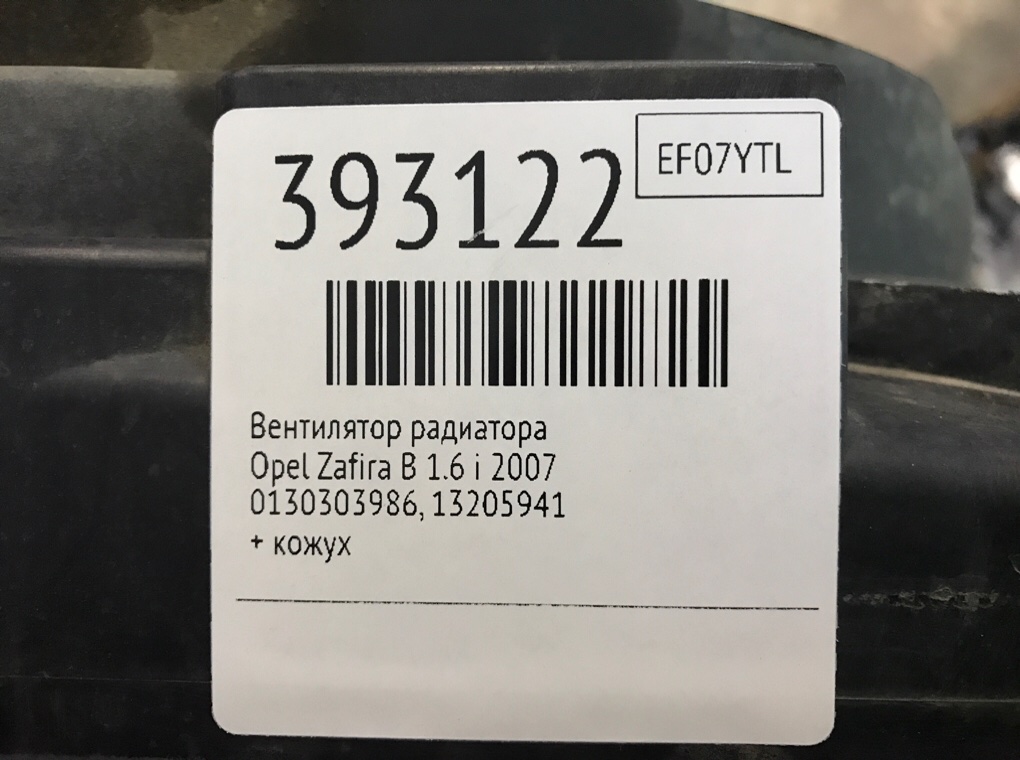 393122
EF07YTL
Вентилятор радиатора
Opel Zafira B 1.6 i 2007
0130303986, 13205941
+ кожух